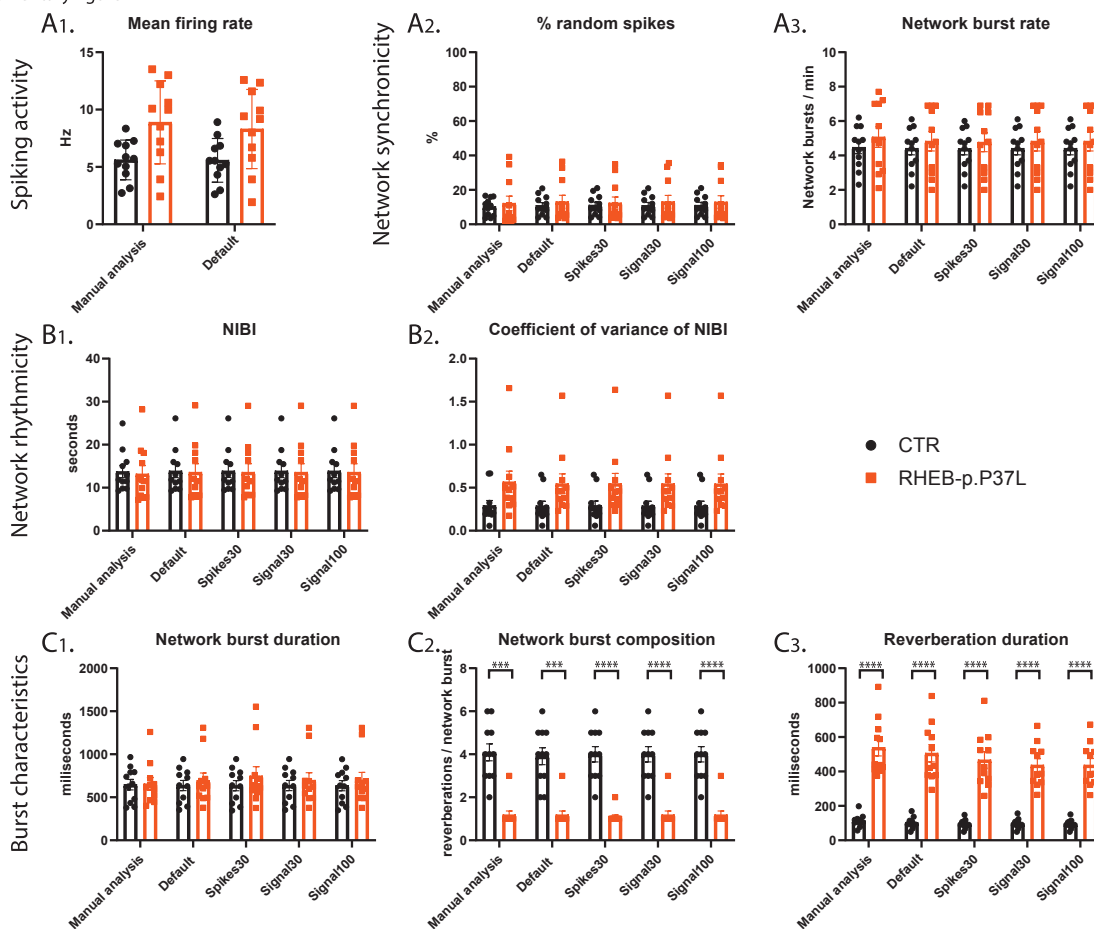 A1.
Mean firing rate
Spiking activity
Hz
15
10
5
0
Manual analysis
Default
A2.
% random spikes
Network synchronicity
%
100
80
60
40
20
0
Manual analysis
Default
Spikes30
Signal30
Signal100
A3.
Network burst rate
Network bursts / min
10
8
6
4
2
0
Manual analysis
Default
Spikes30
Signal30
Signal100
B1.
NIBI
Network rhythmicity
seconds
40
30
20
10
0
Manual analysis
Default
Spikes30
Signal30
Signal100
B2.
Coefficient of variance of NIBI
2.0
1.5
1.0
0.5
0.0
Manual analysis
Default
Spikes30
Signal30
Signal100
CTR
RHEB-p.P37L
C1.
Network burst duration
Burst characteristics
miliseconds
2000
1500
1000
500
0
Manual analysis
Default
Spikes30
Signal30
Signal100
C2.
Network burst composition
reverberations / network burst
8
6
4
2
0
*** *** **** **** ****
Manual analysis
Default
Spikes30
Signal30
Signal100
C3.
Reverberation duration
miliseconds
1000
800
600
400
200
0
**** **** **** **** ****
Manual analysis
Default
Spikes30
Signal30
Signal100